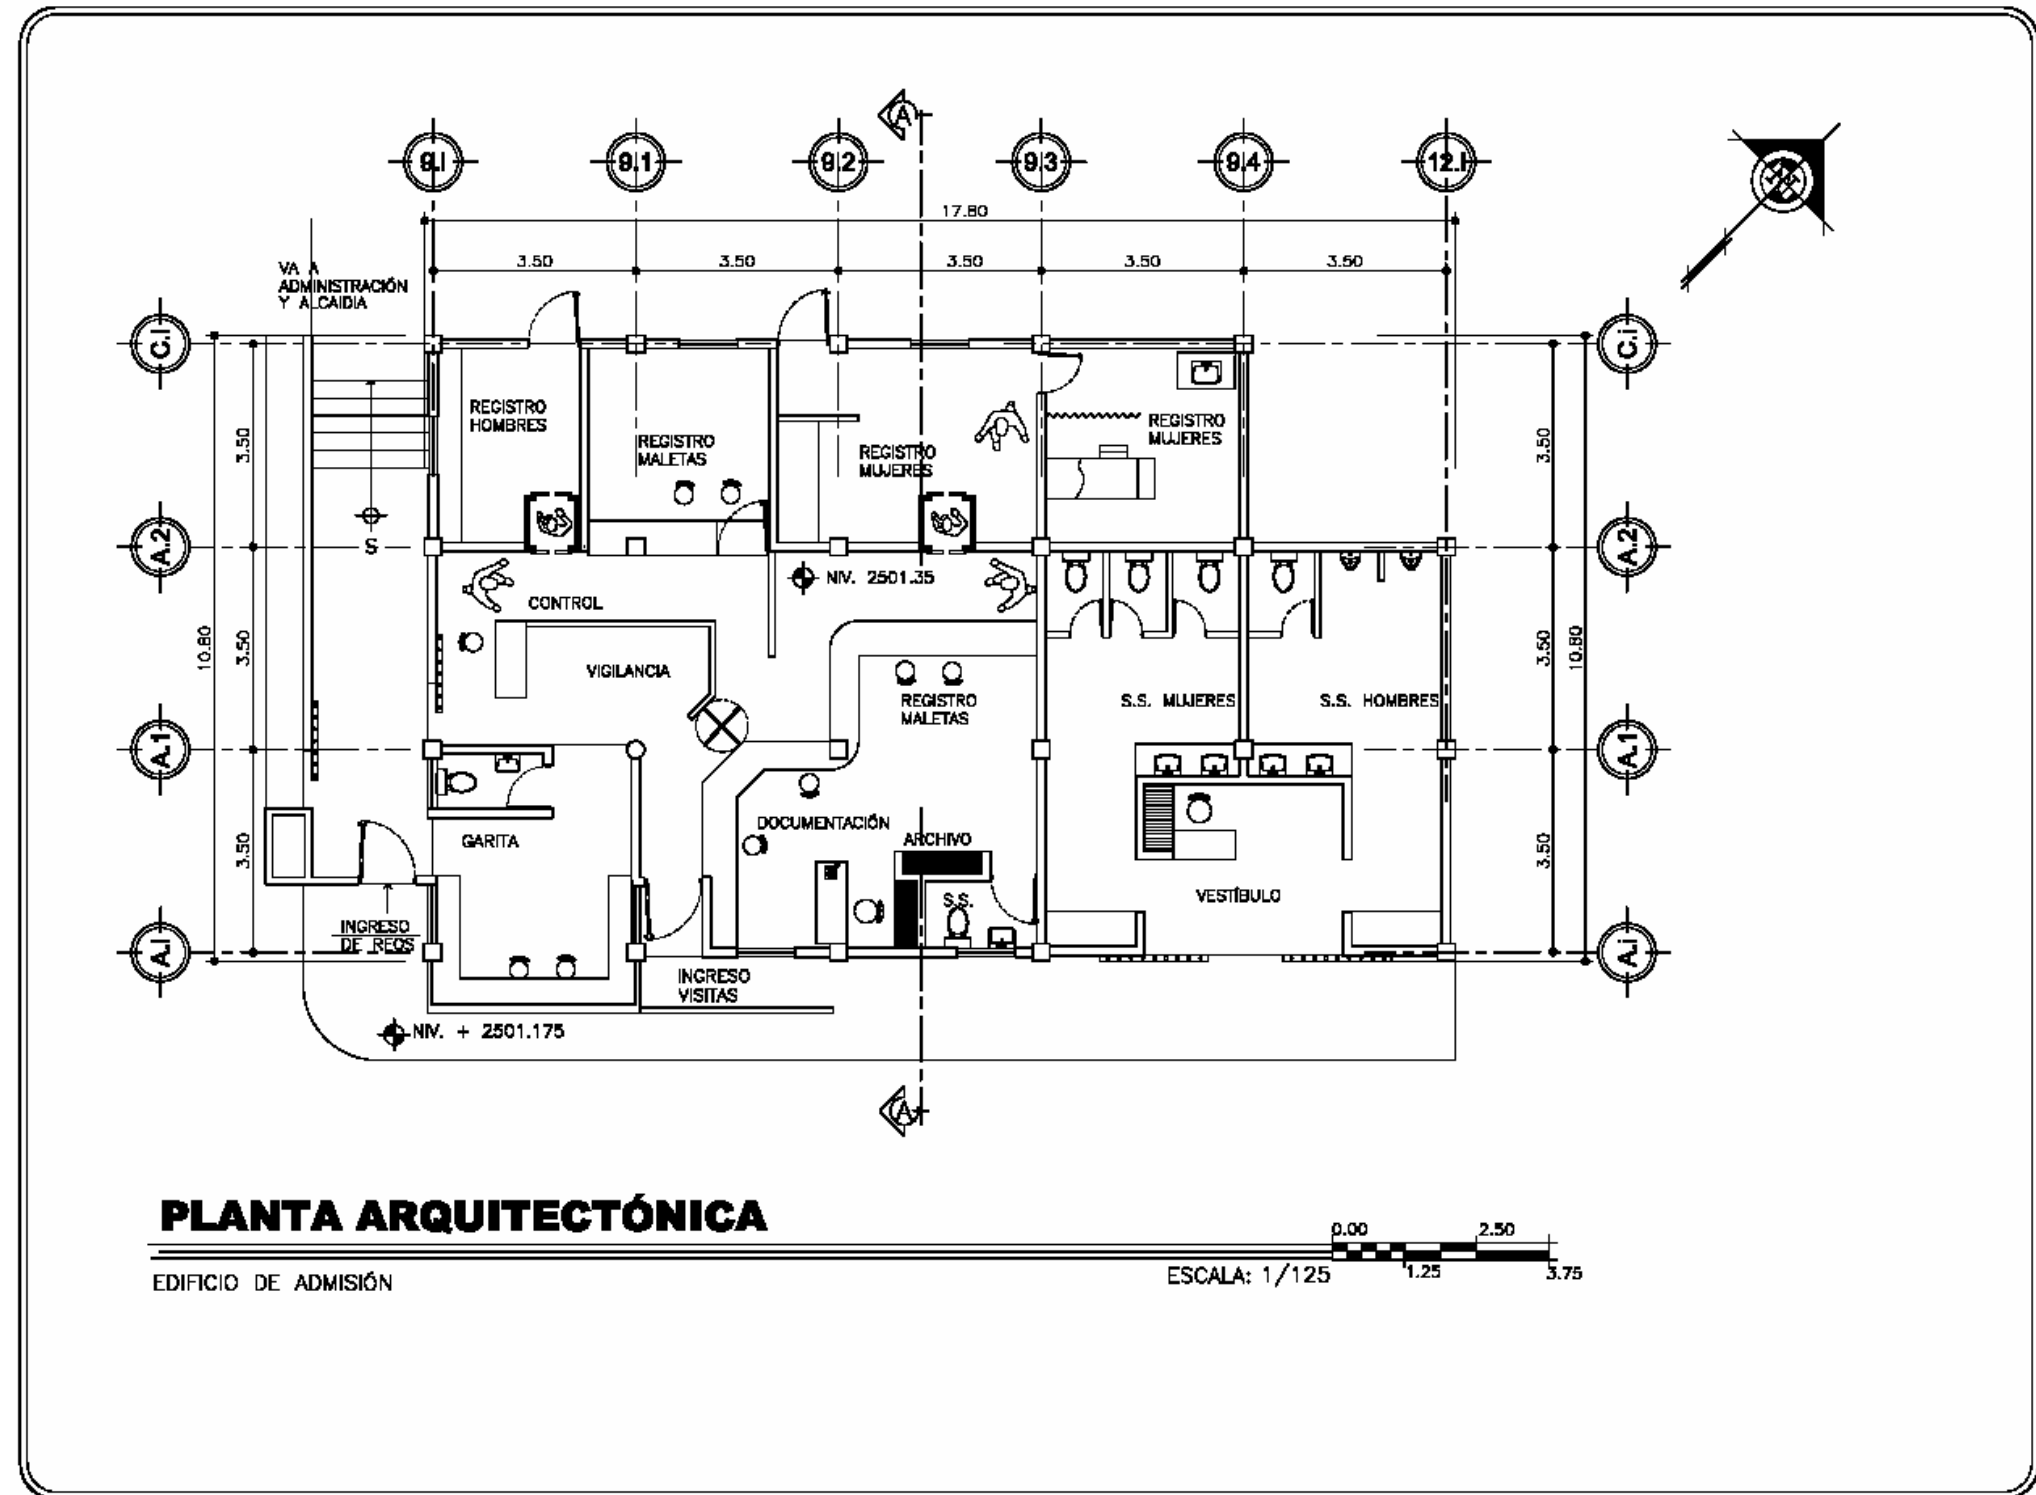 A
9.I
9.1
9.2
9.3
9.4
12.I
17.80
3.50
3.50
3.50
3.50
3.50
VA A
ADMINISTRACIÓN
Y ALCAIDIA
C.I
C.i
REGISTRO
HOMBRES
REGISTRO
MALETAS
REGISTRO
MUJERES
REGISTRO
MUJERES
3.50
3.50
A.2
S
A.2
NIV. 2501.35
CONTROL
10.80
3.50
3.50
10.80
VIGILANCIA
REGISTRO
MALETAS
S.S. MUJERES
S.S. HOMBRES
A.1
A.1
DOCUMENTACIÓN
ARCHIVO
GARITA
3.50
3.50
S.S.
VESTÍBULO
INGRESO
DE REOS
A.I
A.i
INGRESO
VISITAS
NIV. + 2501.175
A
PLANTA ARQUITECTÓNICA
EDIFICIO DE ADMISIÓN
ESCALA: 1/125
0.00
2.50
1.25
3.75